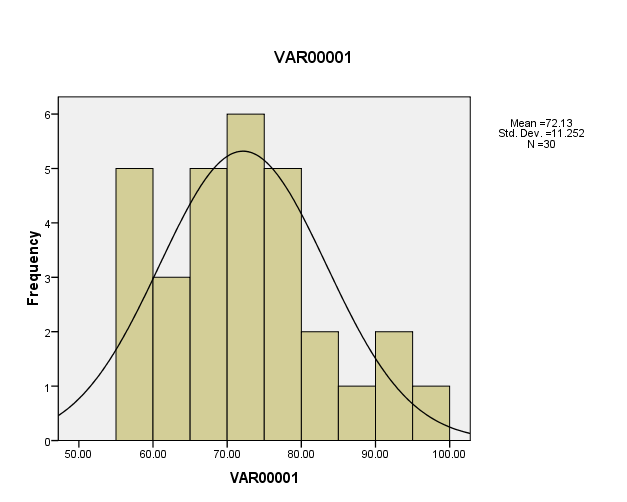 VAR00001
Mean =72.13
Std. Dev. =11.252
N =30
Frequency
6
5
4
3
2
1
0
50.00 60.00 70.00 80.00 90.00 100.00
VAR00001